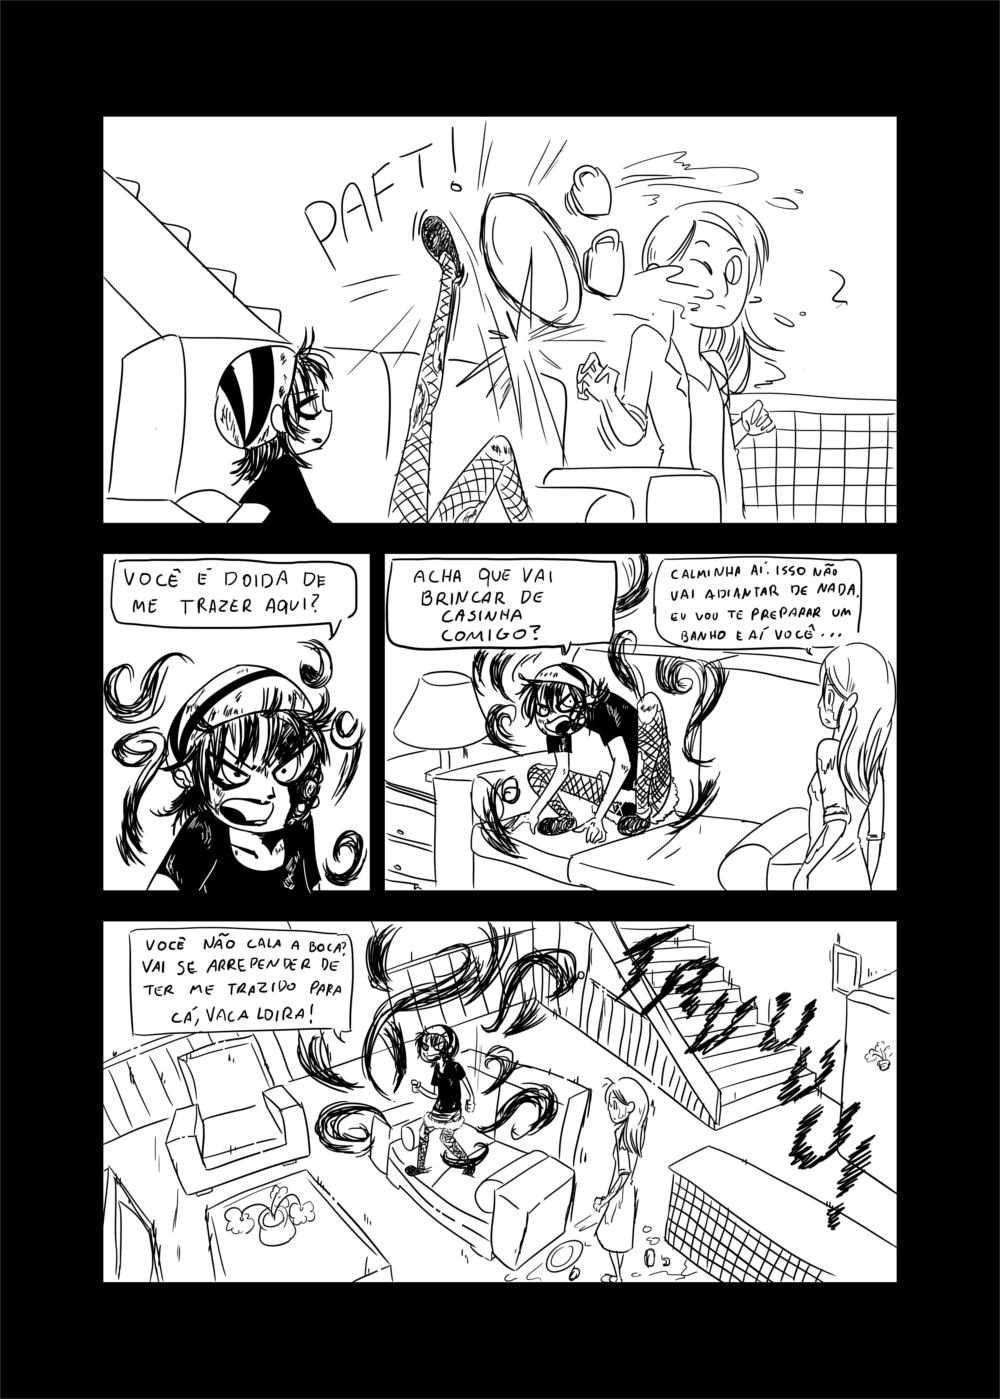 PAFT!
?
VOCÊ É DOIDA DE
ME TRAZER AQUI?
ACHA QUE VAI
BRINCAR DE
CASINHA
COMIGO?
CALMINHA AÍ. ISSO NÃO
VAI ADIANTAR DE NADA.
EU VOU TE PREPARAR UM
BANHO E AÍ VOCÊ...
VOCÊ NÃO CALA A BOCA?
VAI SE ARREPENDER DE
TER ME TRAZIDO PARA
CÁ, VACA LOIRA!